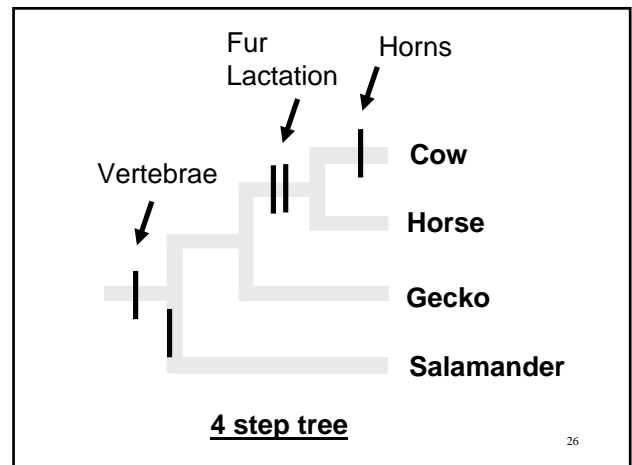 Fur
Lactation
Horns
Vertebrae
Cow
Horse
Gecko
Salamander
4 step tree
26